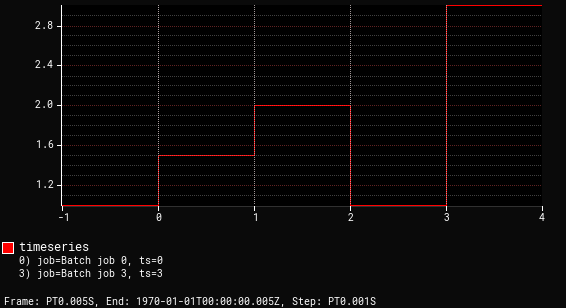 2.8
2.4
2.0
1.6
1.2
-1 0 1 2 3 4
timeseries
0) job=Batch job 0, ts=0
3) job=Batch job 3, ts=3
Frame: PT0.005S, End: 1970-01-01T00:00:00.005Z, Step: PT0.001S